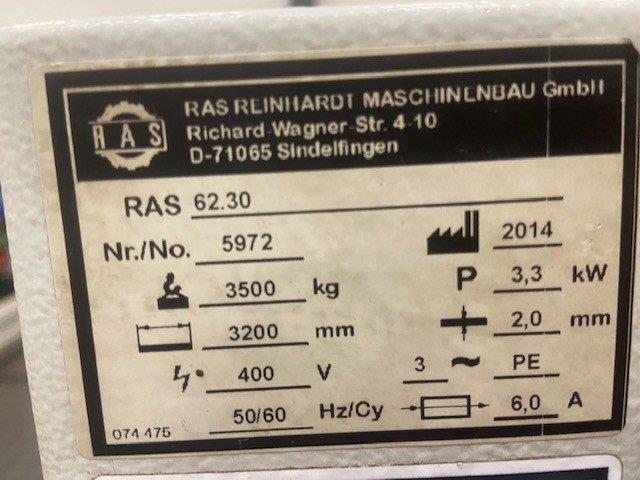 RAS REINHARDT MASCHINENBAU GmbH
RAS
Richard-Wagner-Str. 4-10
D-71065 Sindelfingen
RAS 62.30
Nr./No. 5972 2014
3500 kg P 3,3 kW
3200 mm 2,0 mm
400 V 3 ~ PE
50/60 Hz/Cy 6,0 A
074 475